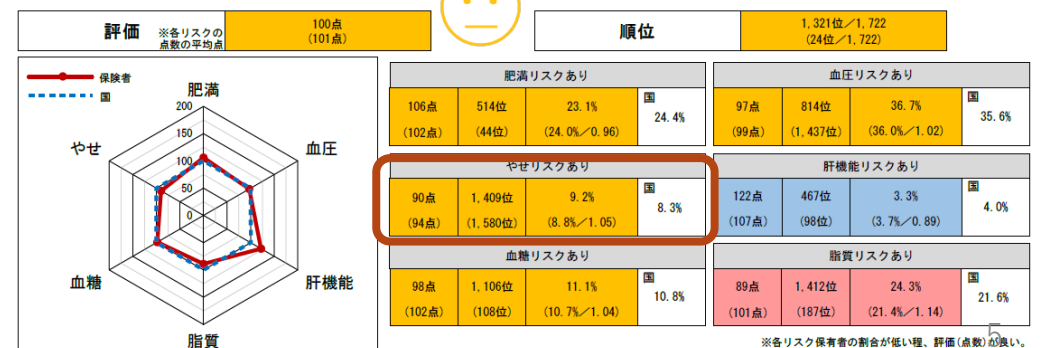 評価 ※各リスクの
点数の平均点
100点
(101点)
順位
1,321位／1,722
(24位／1,722)
保険者
国
肥満
血圧
肝機能
脂質
血糖
やせ
200
150
100
50
0
肥満リスクあり
106点 514位 23.1% 国
24.4%
(102点) (44位) (24.0%／0.96)
血圧リスクあり
97点 814位 36.7% 国
35.6%
(99点) (1,437位) (36.0%／1.02)
やせリスクあり
90点 1,409位 9.2% 国
8.3%
(94点) (1,580位) (8.8%／1.05)
肝機能リスクあり
122点 467位 3.3% 国
4.0%
(107点) (98位) (3.7%／0.89)
血糖リスクあり
98点 1,106位 11.1% 国
10.8%
(102点) (108位) (10.7%／1.04)
脂質リスクあり
89点 1,412位 24.3% 国
21.6%
(101点) (187位) (21.4%／1.14)
5
※各リスク保有者の割合が低い程、評価(点数)が良い。